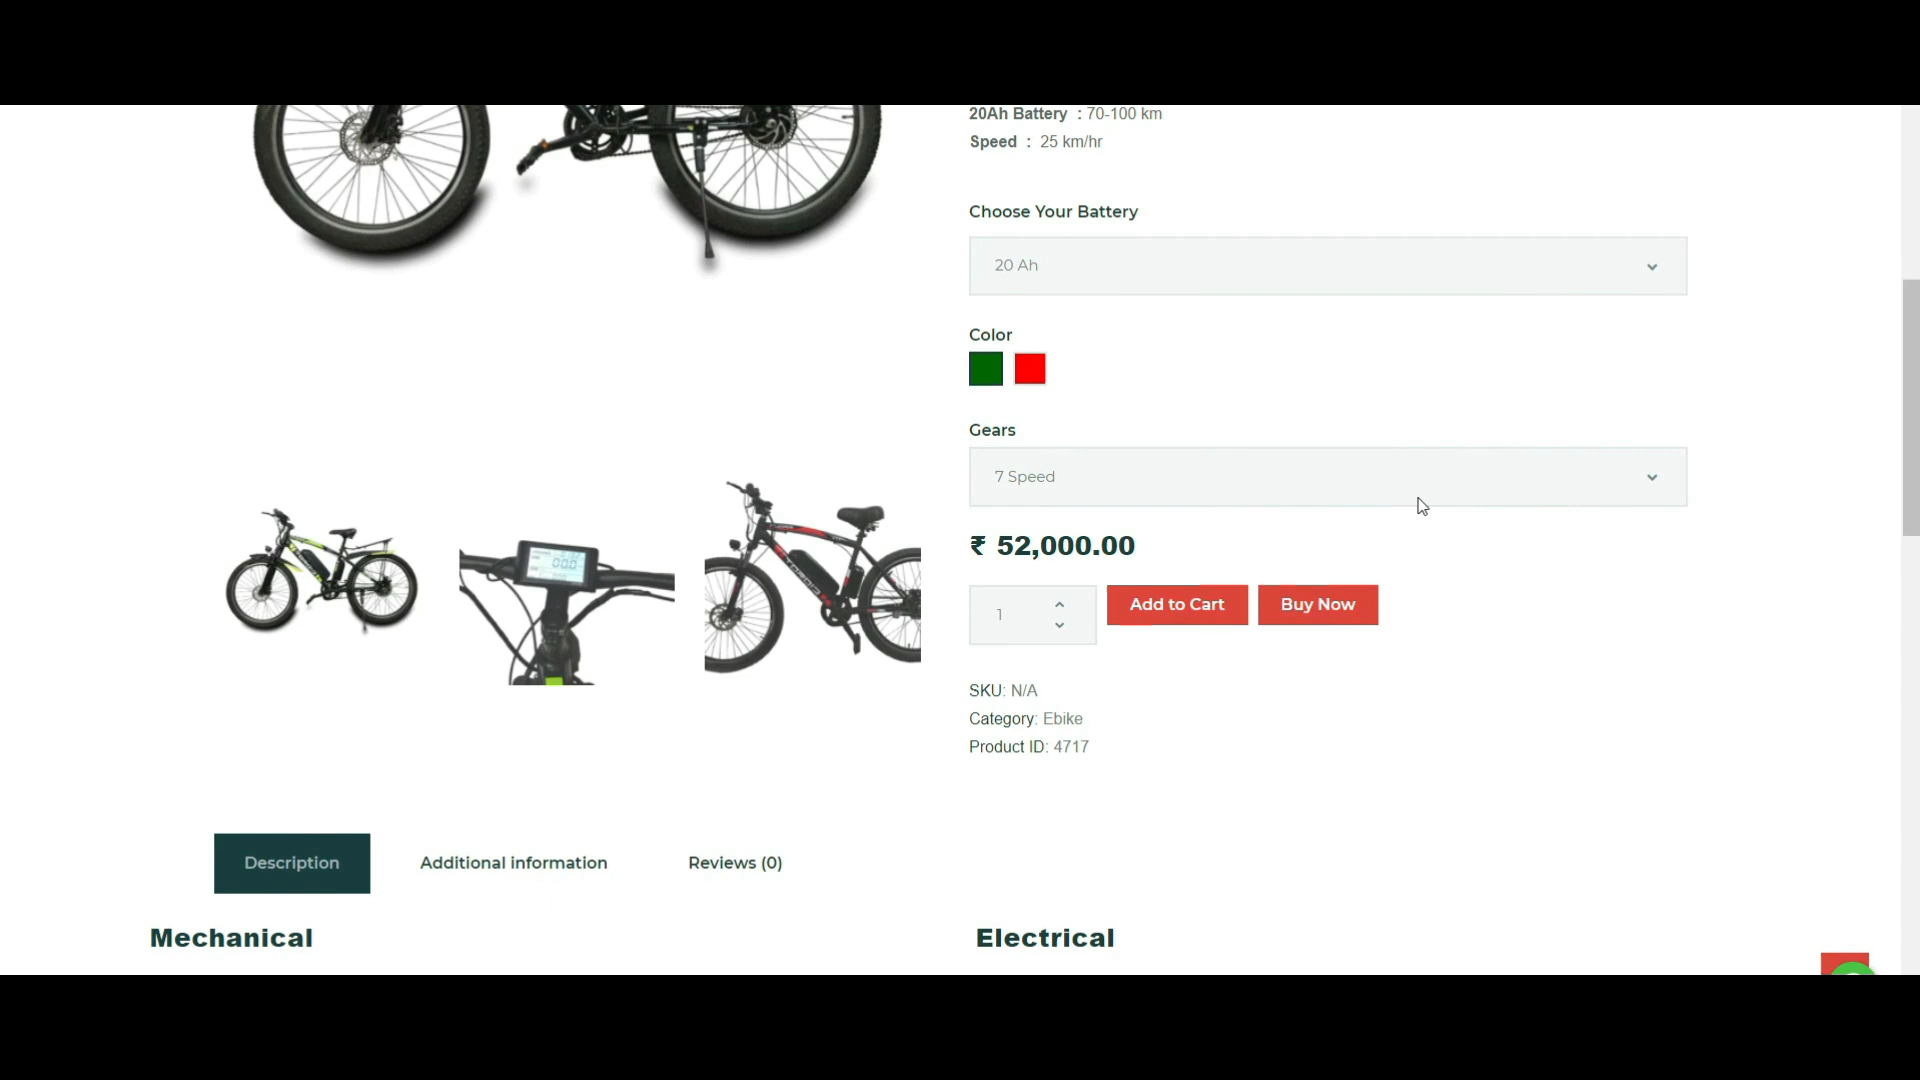 20Ah Battery : 70-100 km
Speed : 25 km/hr
Choose Your Battery
20 Ah
Color
Gears
7 Speed
₹ 52,000.00
1
Add to Cart
Buy Now
SKU: N/A
Category: Ebike
Product ID: 4717
Description
Additional information
Reviews (0)
Mechanical
Electrical